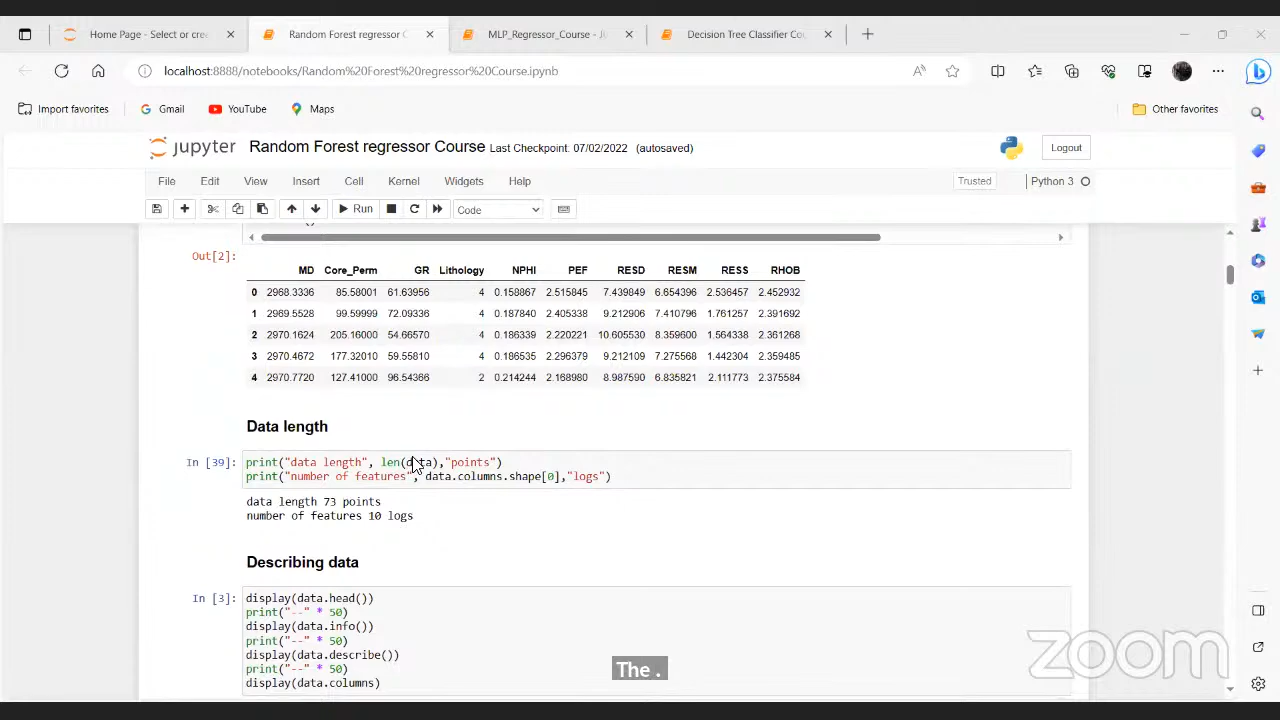 Home Page - Select or cre
Random Forest regressor C
MLP_Regressor_Course - J
Decision Tree Classifier Co
localhost:8888/notebooks/Random%20Forest%20regressor%20Course.ipynb
Import favorites
Gmail
YouTube
Maps
Other favorites
jupyter
Random Forest regressor Course Last Checkpoint: 07/02/2022 (autosaved)
Logout
File Edit View Insert Cell Kernel Widgets Help
Trusted
Python 3
Run
Code
Out[2]:
MD Core_Perm GR Lithology NPHI PEF RESD RESM RESS RHOB
0 2968.3336 85.58001 61.63956 4 0.158867 2.515845 7.439849 6.654396 2.536457 2.452932
1 2969.5528 99.59999 72.09336 4 0.187840 2.405338 9.212906 7.410796 1.761257 2.391692
2 2970.1624 205.16000 54.66570 4 0.186339 2.220221 10.605530 8.359600 1.564338 2.361268
3 2970.4672 177.32010 59.55810 4 0.186535 2.296379 9.212109 7.275568 1.442304 2.359485
4 2970.7720 127.41000 96.54366 2 0.214244 2.168980 8.987590 6.835821 2.111773 2.375584
Data length
In [39]: print("data length", len(data),"points")
print("number of features", data.columns.shape[0],"logs")
data length 73 points
number of features 10 logs
Describing data
In [3]: display(data.head())
print("--" * 50)
display(data.info())
print("--" * 50)
display(data.describe())
print("--" * 50)
display(data.columns)
The .
zoom